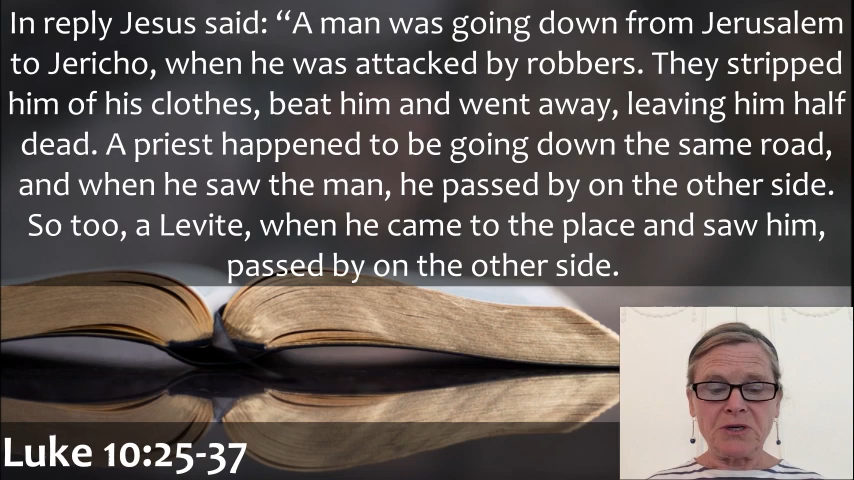 In reply Jesus said: “A man was going down from Jerusalem
to Jericho, when he was attacked by robbers. They stripped
him of his clothes, beat him and went away, leaving him half
dead. A priest happened to be going down the same road,
and when he saw the man, he passed by on the other side.
So too, a Levite, when he came to the place and saw him,
passed by on the other side.
Luke 10:25-37